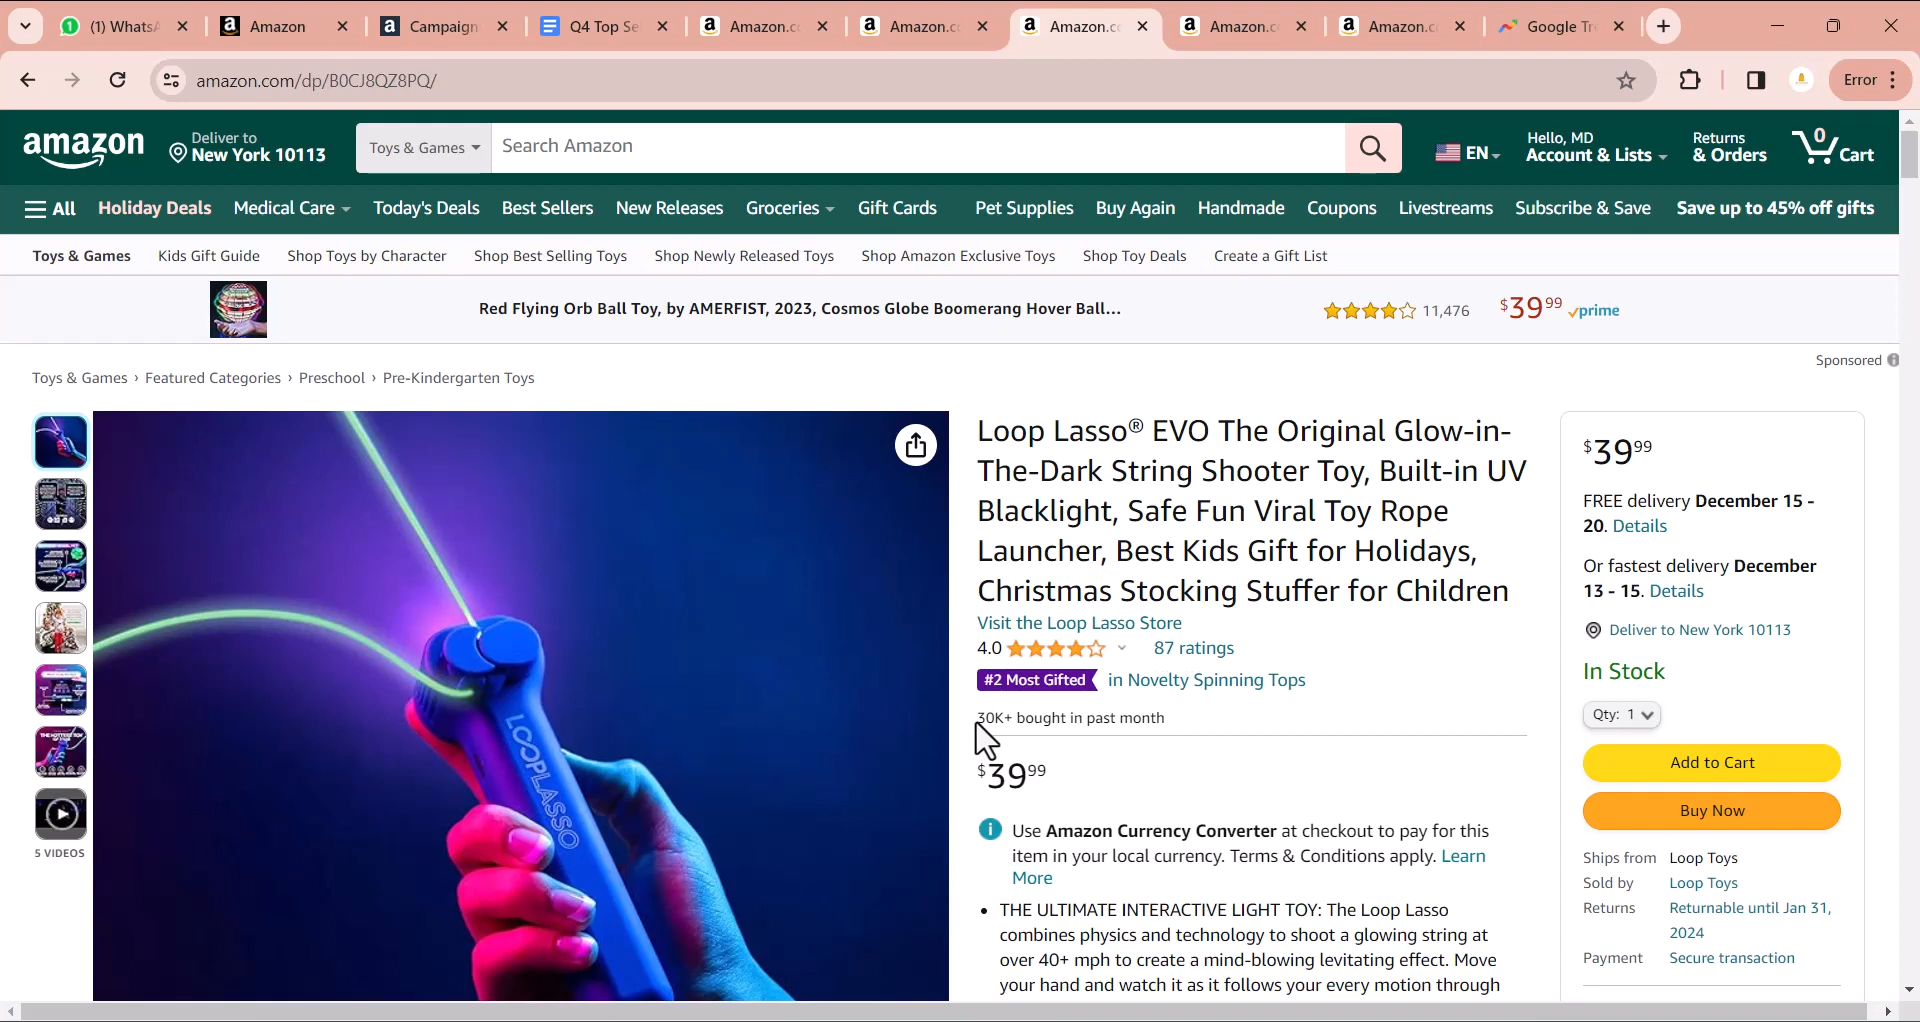 (1) WhatsA
Amazon
Campaign
Q4 Top Se
Amazon.co
Amazon.co
Amazon.co
Amazon.co
Amazon.co
Google Tre
amazon.com/dp/B0CJ8QZ8PQ/
Error
amazon
Deliver to
New York 10113
Toys & Games
Search Amazon
EN
Hello, MD
Account & Lists
Returns
& Orders
0
Cart
All
Holiday Deals
Medical Care
Today's Deals
Best Sellers
New Releases
Groceries
Gift Cards
Pet Supplies
Buy Again
Handmade
Coupons
Livestreams
Subscribe & Save
Save up to 45% off gifts
Toys & Games
Kids Gift Guide
Shop Toys by Character
Shop Best Selling Toys
Shop Newly Released Toys
Shop Amazon Exclusive Toys
Shop Toy Deals
Create a Gift List
Red Flying Orb Ball Toy, by AMERFIST, 2023, Cosmos Globe Boomerang Hover Ball...
11,476
$39 99
prime
Sponsored
Toys & Games › Featured Categories › Preschool › Pre-Kindergarten Toys
5 VIDEOS
LOOPLASSO
Loop Lasso® EVO The Original Glow-in-
The-Dark String Shooter Toy, Built-in UV
Blacklight, Safe Fun Viral Toy Rope
Launcher, Best Kids Gift for Holidays,
Christmas Stocking Stuffer for Children
Visit the Loop Lasso Store
4.0
87 ratings
#2 Most Gifted
in Novelty Spinning Tops
30K+ bought in past month
$39 99
Use Amazon Currency Converter at checkout to pay for this
item in your local currency. Terms & Conditions apply. Learn
More
• THE ULTIMATE INTERACTIVE LIGHT TOY: The Loop Lasso
combines physics and technology to shoot a glowing string at
over 40+ mph to create a mind-blowing levitating effect. Move
your hand and watch it as it follows your every motion through
$39 99
FREE delivery December 15 -
20. Details
Or fastest delivery December
13 - 15. Details
Deliver to New York 10113
In Stock
Qty: 1
Add to Cart
Buy Now
Ships from Loop Toys
Sold by Loop Toys
Returns Returnable until Jan 31,
2024
Payment Secure transaction